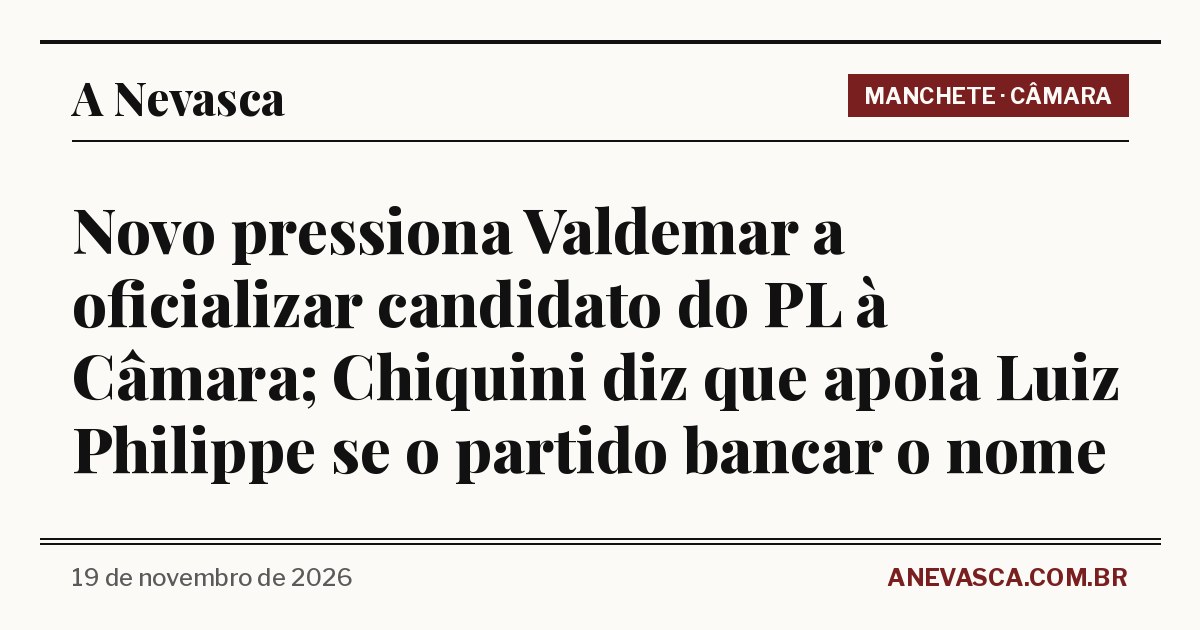 A Nevasca
MANCHETE · CÂMARA
Novo pressiona Valdemar a
oficializar candidato do PL à
Câmara; Chiquini diz que apoia Luiz
Philippe se o partido bancar o nome
19 de novembro de 2026
ANEVASCA.COM.BR